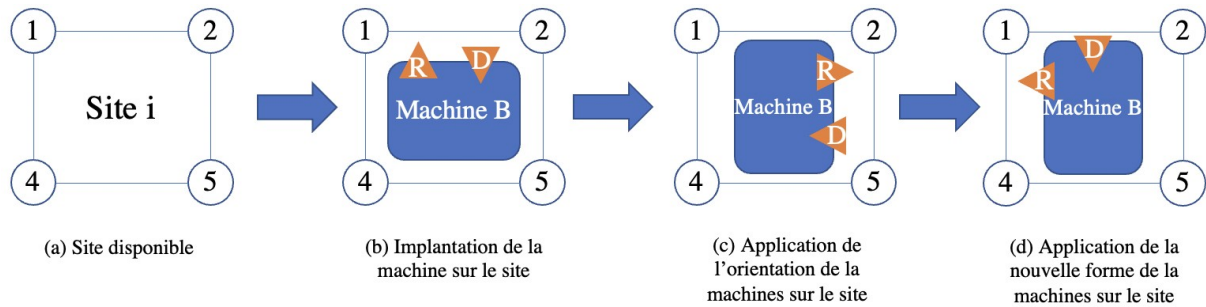 1
2
Site i
4
5
(a) Site disponible
1
2
R
D
Machine B
4
5
(b) Implantation de la
machine sur le site
1
2
R
Machine B
D
4
5
(c) Application de
l'orientation de la
machines sur le site
1
2
D
R
Machine B
4
5
(d) Application de la
nouvelle forme de la
machines sur le site